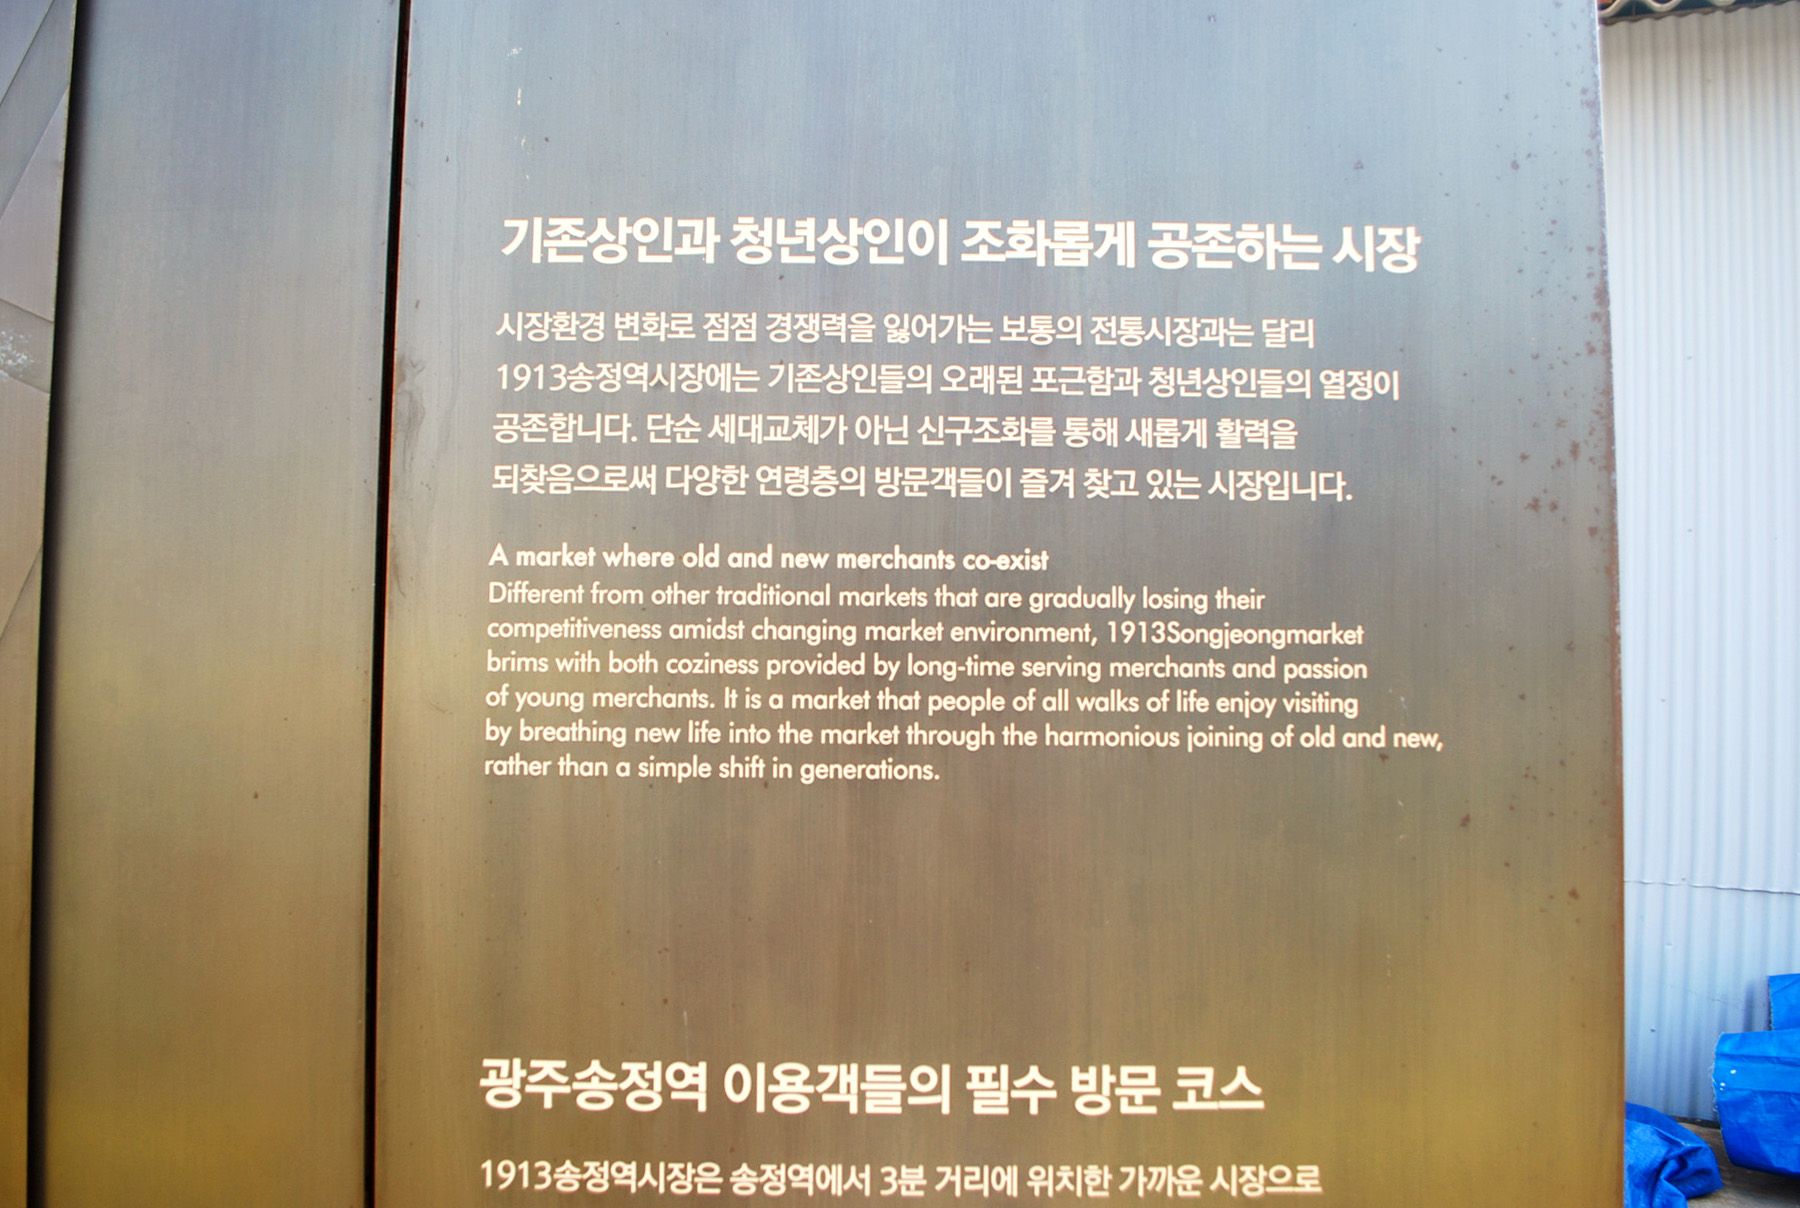 기존상인과 청년상인이 조화롭게 공존하는 시장
시장환경 변화로 점점 경쟁력을 잃어가는 보통의 전통시장과는 달리
1913송정역시장에는 기존상인들의 오래된 포근함과 청년상인들의 열정이
공존합니다. 단순 세대교체가 아닌 신구조화를 통해 새롭게 활력을
되찾음으로써 다양한 연령층의 방문객들이 즐겨 찾고 있는 시장입니다.
A market where old and new merchants co-exist
Different from other traditional markets that are gradually losing their
competitiveness amidst changing market environment, 1913Songjeongmarket
brims with both coziness provided by long-time serving merchants and passion
of young merchants. It is a market that people of all walks of life enjoy visiting
by breathing new life into the market through the harmonious joining of old and new,
rather than a simple shift in generations.
광주송정역 이용객들의 필수 방문 코스
1913송정역시장은 송정역에서 3분 거리에 위치한 가까운 시장으로